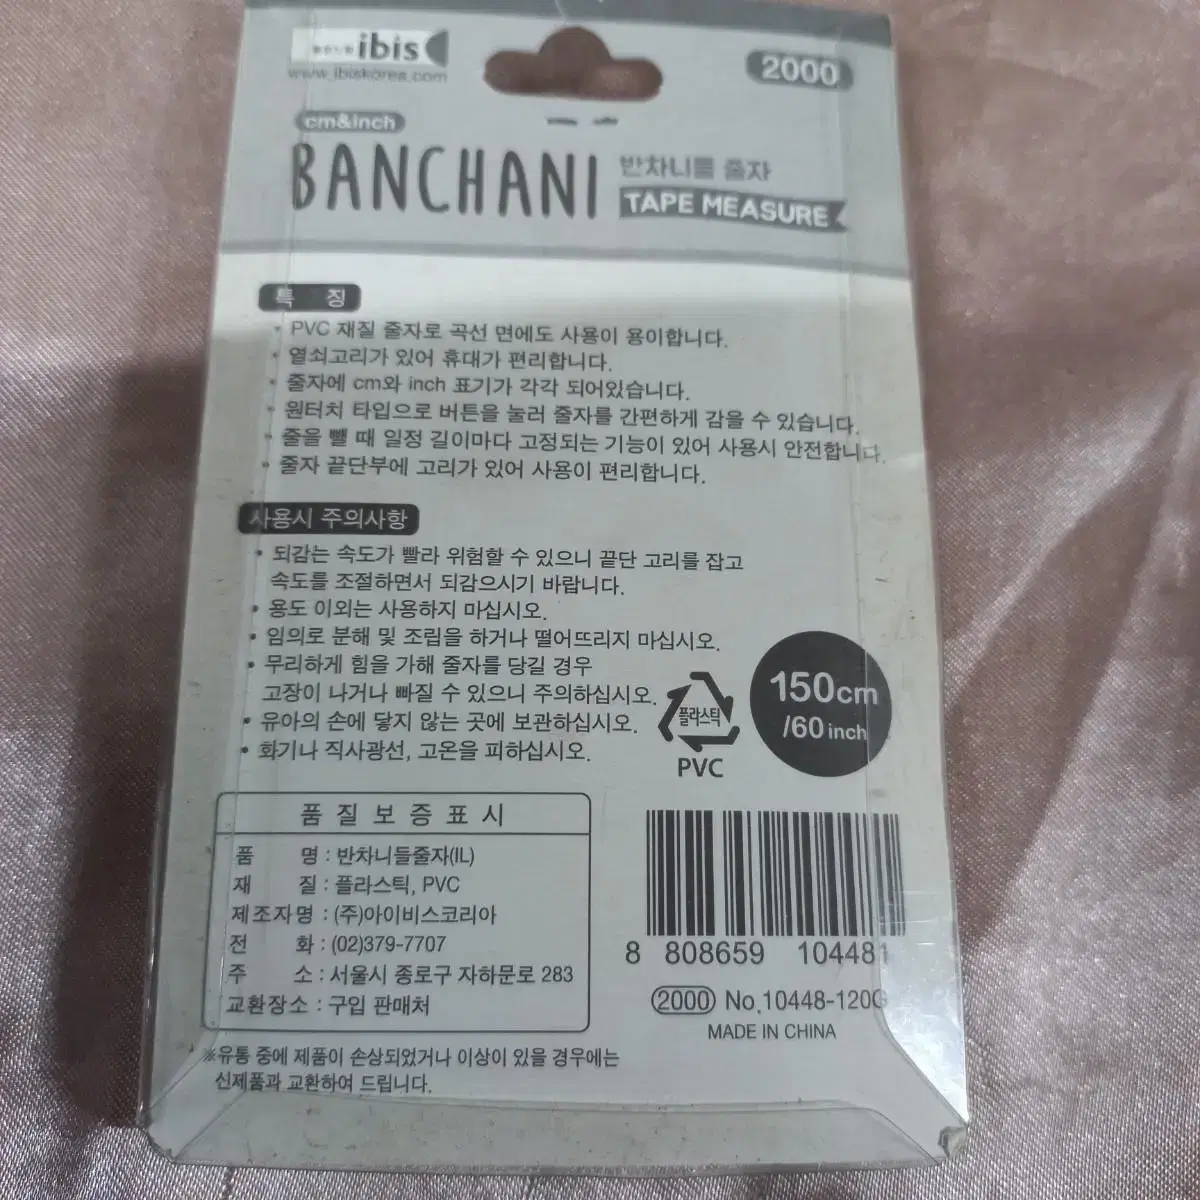 ibis
www.ibiskorea.com
2000
cm&inch
BANCHANI
반차니들 줄자
TAPE MEASURE
특 징
• PVC 재질 줄자로 곡선 면에도 사용이 용이합니다.
• 열쇠고리가 있어 휴대가 편리합니다.
• 줄자에 cm와 inch 표기가 각각 되어있습니다.
• 원터치 타입으로 버튼을 눌러 줄자를 간편하게 감을 수 있습니다.
• 줄을 뺄 때 일정 길이마다 고정되는 기능이 있어 사용시 안전합니다.
• 줄자 끝단부에 고리가 있어 사용이 편리합니다.
사용시 주의사항
• 되감는 속도가 빨라 위험할 수 있으니 끝단 고리를 잡고
속도를 조절하면서 되감으시기 바랍니다.
• 용도 이외는 사용하지 마십시오.
• 임의로 분해 및 조립을 하거나 떨어뜨리지 마십시오.
• 무리하게 힘을 가해 줄자를 당길 경우
고장이 나거나 빠질 수 있으니 주의하십시오.
• 유아의 손에 닿지 않는 곳에 보관하십시오.
• 화기나 직사광선, 고온을 피하십시오.
플라스틱
PVC
150cm
/60 inch
품질보증표시
품 명 : 반차니들줄자(IL)
재 질 : 플라스틱, PVC
제조자명 : (주)아이비스코리아
전 화 : (02)379-7707
주 소 : 서울시 종로구 자하문로 283
교환장소 : 구입 판매처
※유통 중에 제품이 손상되었거나 이상이 있을 경우에는
신제품과 교환하여 드립니다.
8 808659 104481
2000 No.10448-120G
MADE IN CHINA